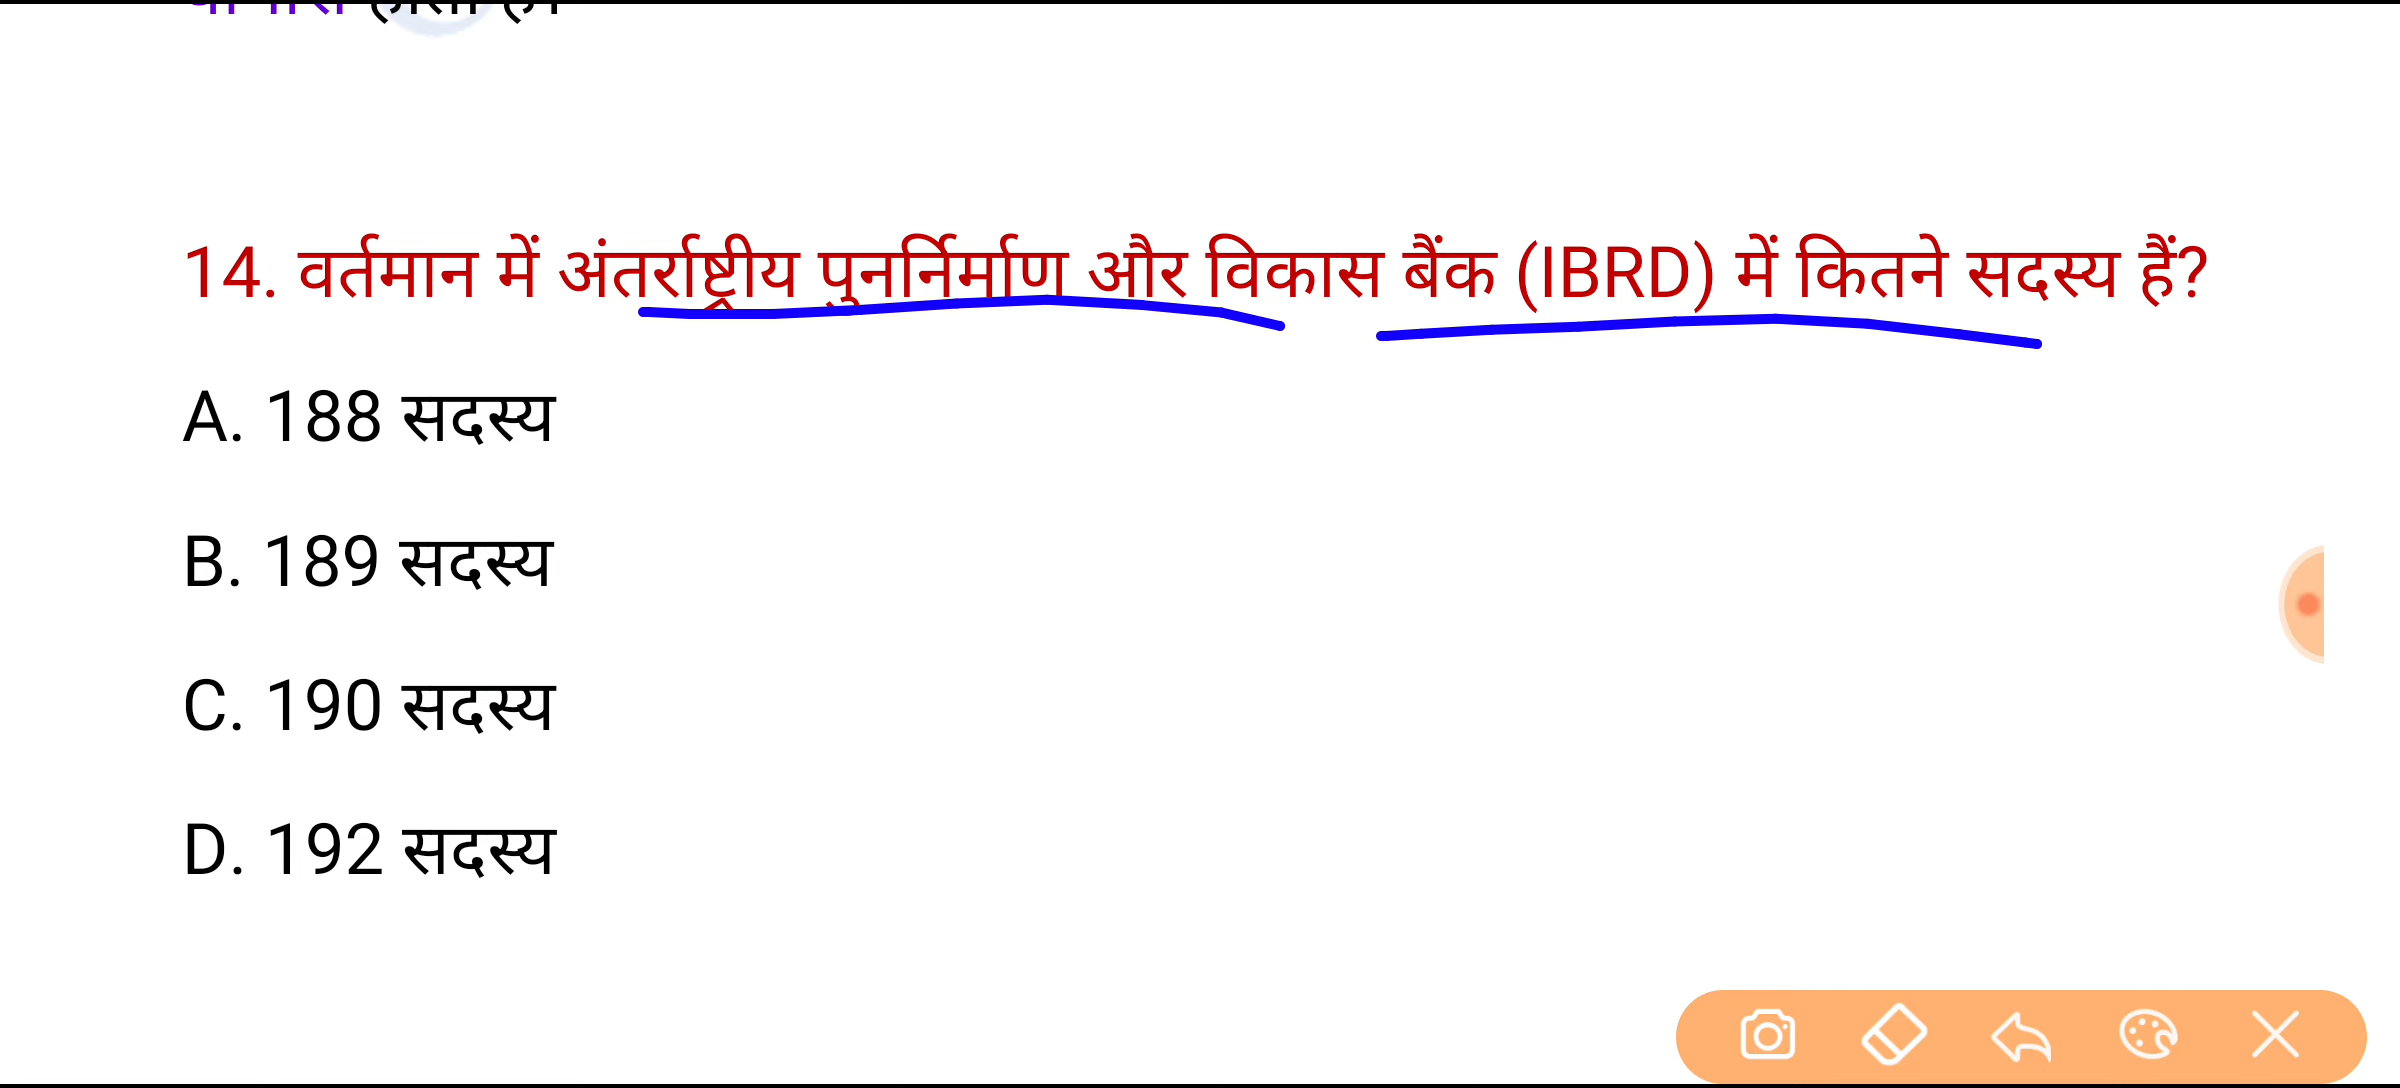 14. वर्तमान में अंतर्राष्ट्रीय पुनर्निर्माण और विकास बैंक (IBRD) में कितने सदस्य हैं?
A. 188 सदस्य
B. 189 सदस्य
C. 190 सदस्य
D. 192 सदस्य